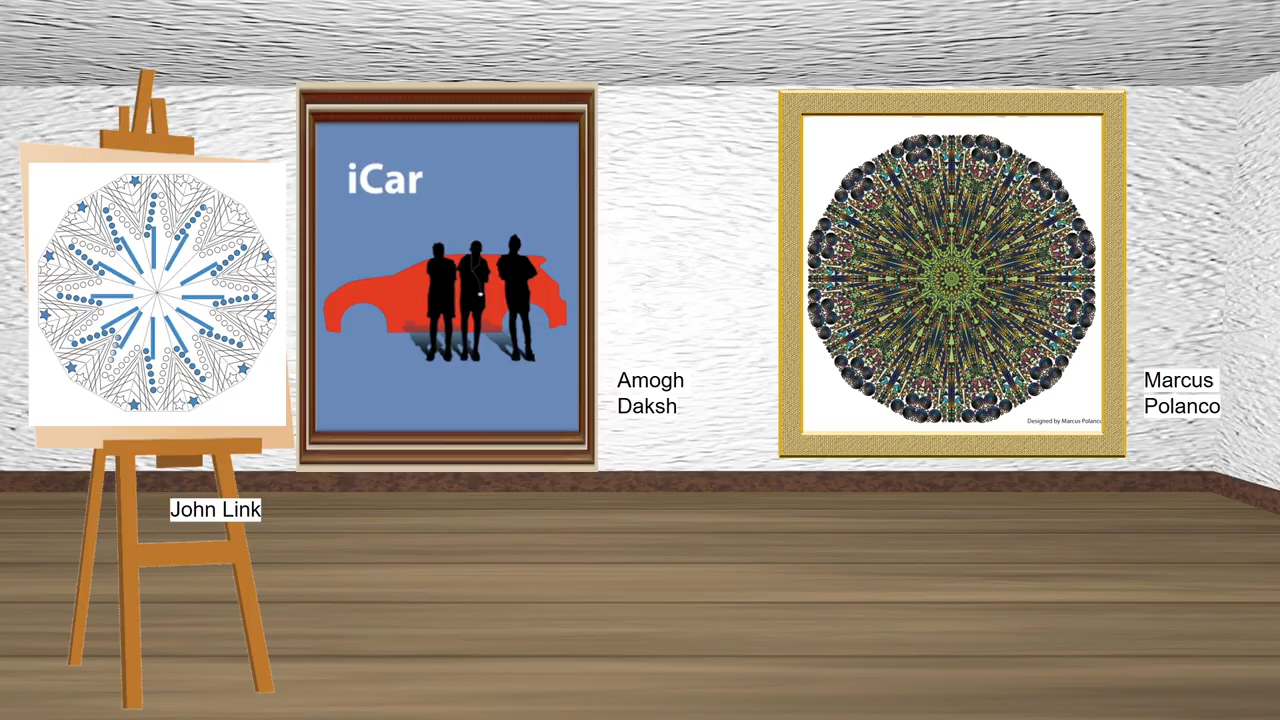 iCar
Amogh
Daksh
Marcus
Polanco
Designed by Marcus Polanco
John Link